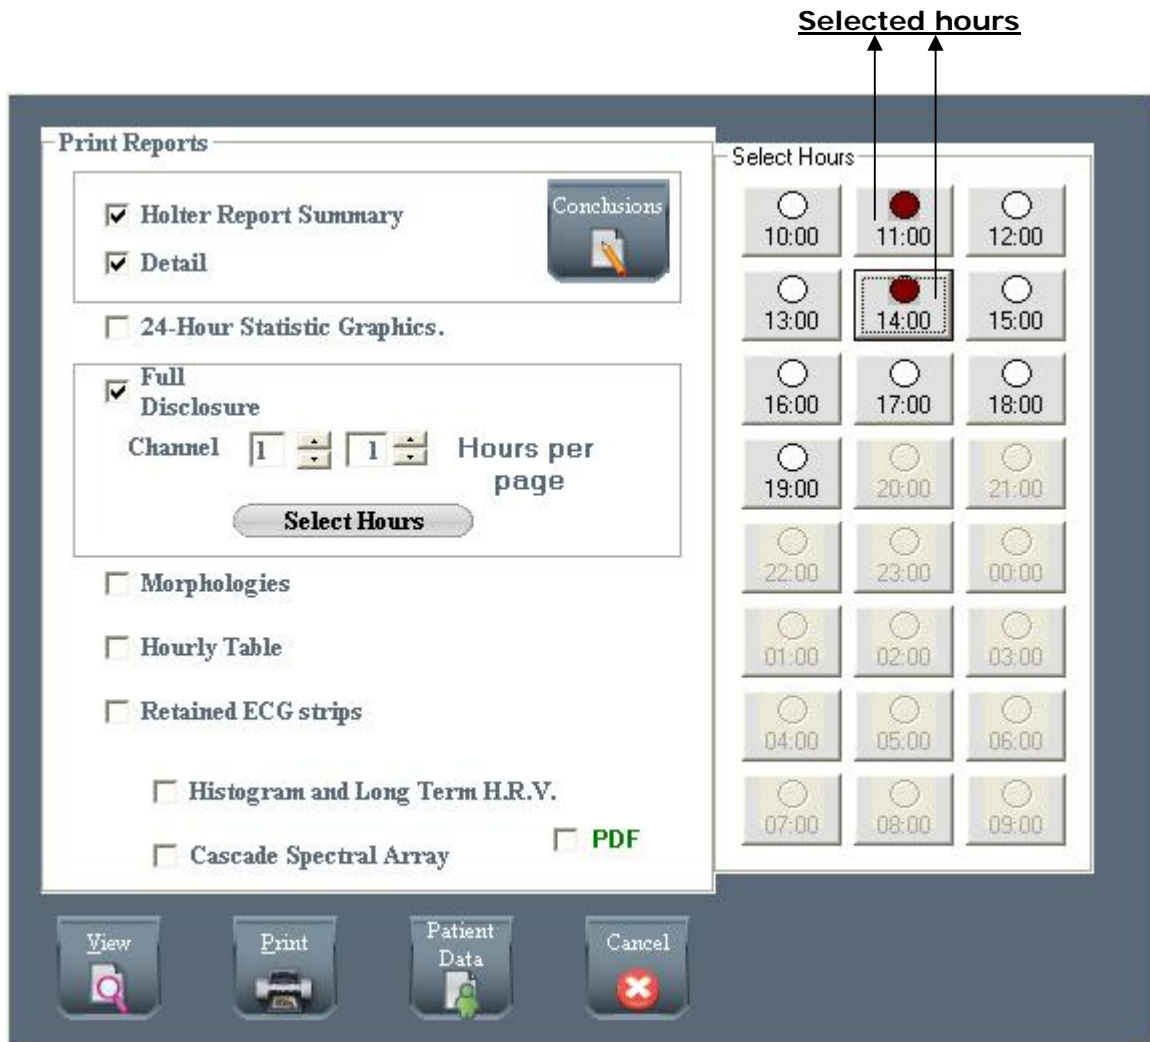 Selected hours
Print Reports
Holter Report Summary
Detail
Conclusions
24-Hour Statistic Graphics.
Full
Disclosure
Channel 1 1 Hours per
page
Select Hours
Morphologies
Hourly Table
Retained ECG strips
Histogram and Long Term H.R.V.
Cascade Spectral Array
PDF
Select Hours
10:00 11:00 12:00
13:00 14:00 15:00
16:00 17:00 18:00
19:00 20:00 21:00
22:00 23:00 00:00
01:00 02:00 03:00
04:00 05:00 06:00
07:00 08:00 09:00
View
Print
Patient
Data
Cancel